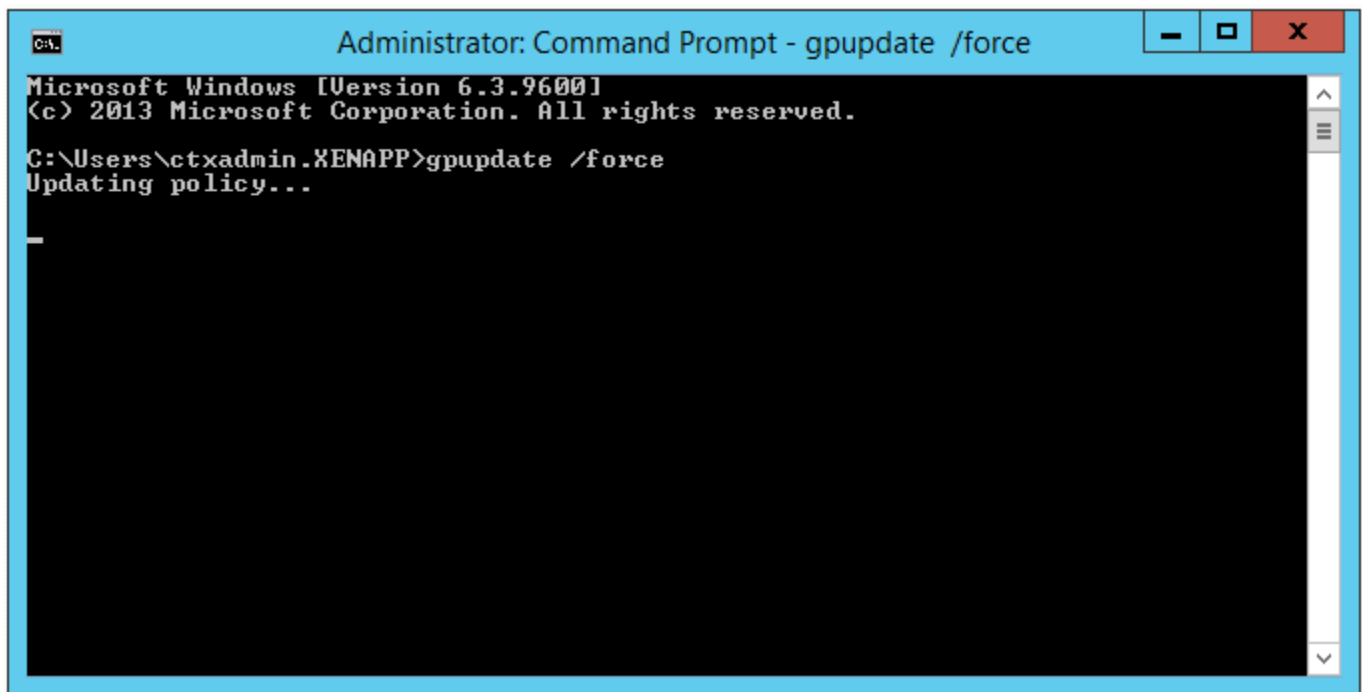 Administrator: Command Prompt - gpupdate  /force
Microsoft Windows [Version 6.3.9600]
(c) 2013 Microsoft Corporation. All rights reserved.
C:\Users\ctxadmin.XENAPP>gpupdate /force
Updating policy...